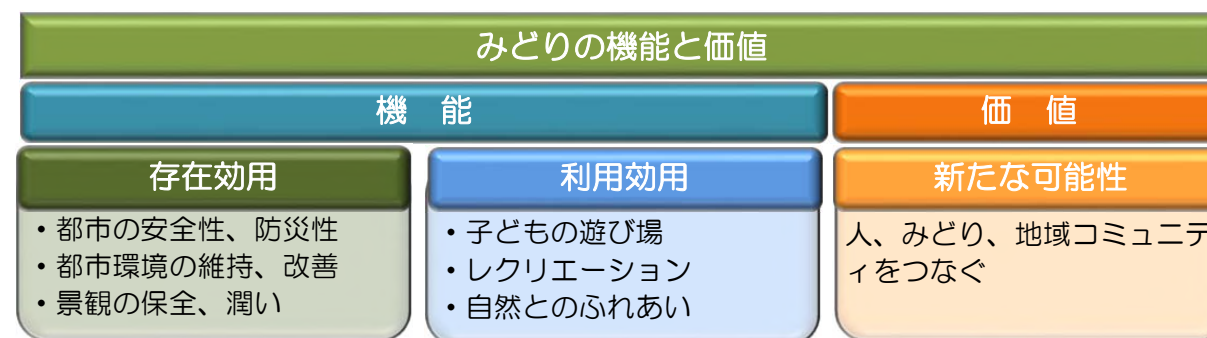 みどりの機能と価値
機　能
価　値
存在効用
・都市の安全性、防災性
・都市環境の維持、改善
・景観の保全、潤い
利用効用
・子どもの遊び場
・レクリエーション
・自然とのふれあい
新たな可能性
人、みどり、地域コミュニテ
ィをつなぐ